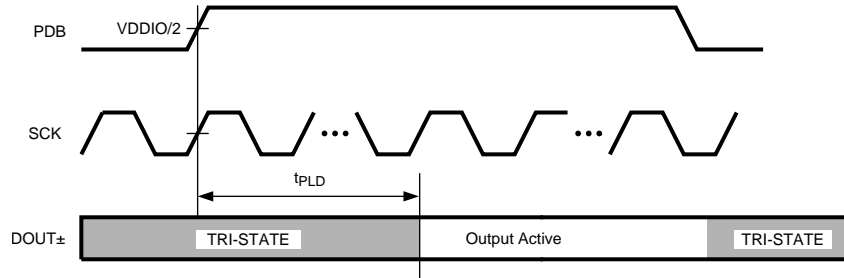 PDB
VDDIO/2
SCK
tPLD
DOUT±
TRI-STATE
Output Active
TRI-STATE